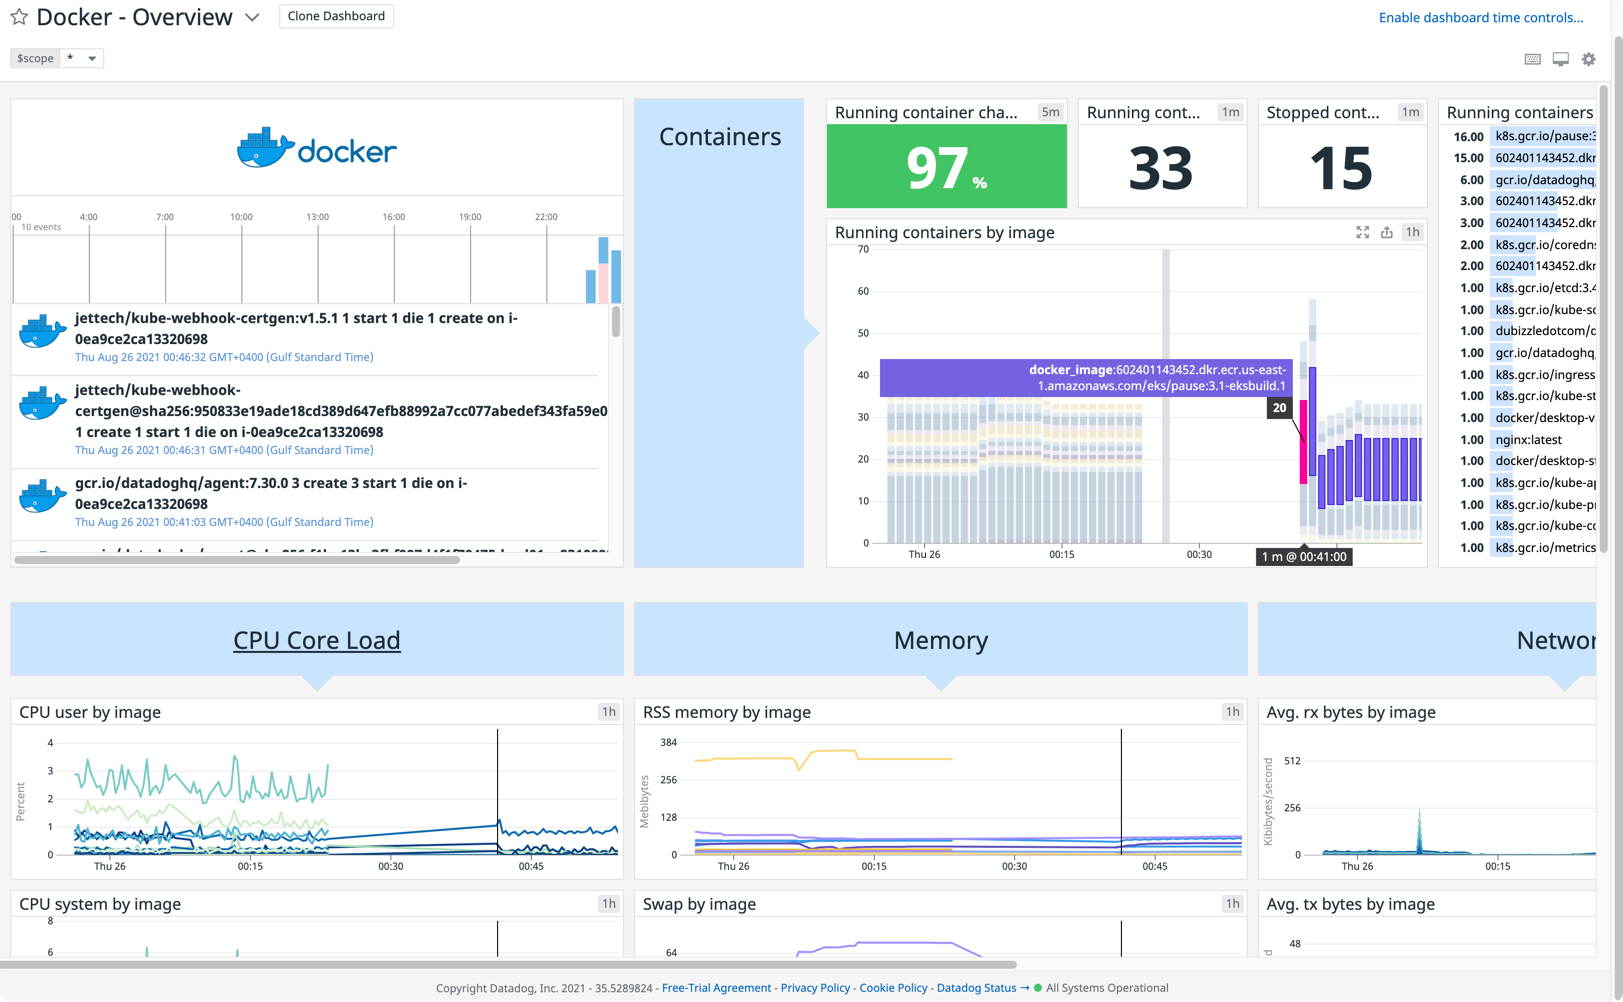 Docker - Overview
Clone Dashboard
Enable dashboard time controls...
$scope *
docker
00 4:00 7:00 10:00 13:00 16:00 19:00 22:00
10 events
jettech/kube-webhook-certgen:v1.5.1 1 start 1 die 1 create on i-
0ea9ce2ca13320698
Thu Aug 26 2021 00:46:32 GMT+0400 (Gulf Standard Time)
jettech/kube-webhook-
certgen@sha256:950833e19ade18cd389d647efb88992a7cc077abedef343fa59e0
1 create 1 start 1 die on i-0ea9ce2ca13320698
Thu Aug 26 2021 00:46:31 GMT+0400 (Gulf Standard Time)
gcr.io/datadoghq/agent:7.30.0 3 create 3 start 1 die on i-
0ea9ce2ca13320698
Thu Aug 26 2021 00:41:03 GMT+0400 (Gulf Standard Time)
Containers
Running container cha... 5m
97 %
Running cont... 1m
33
Stopped cont... 1m
15
Running containers by image 1h
70
60
50
40
30
20
10
0
docker_image:602401143452.dkr.ecr.us-east-
1.amazonaws.com/eks/pause:3.1-eksbuild.1
20
Thu 26 00:15 00:30
1 m @ 00:41:00
Running containers
16.00 k8s.gcr.io/pause:3
15.00 602401143452.dkr
6.00 gcr.io/datadoghq
3.00 602401143452.dkr
3.00 602401143452.dkr
2.00 k8s.gcr.io/coredns
2.00 602401143452.dkr
1.00 k8s.gcr.io/etcd:3.4
1.00 k8s.gcr.io/kube-sc
1.00 dubizzledotcom/c
1.00 gcr.io/datadoghq
1.00 k8s.gcr.io/ingress
1.00 k8s.gcr.io/kube-st
1.00 docker/desktop-v
1.00 nginx:latest
1.00 docker/desktop-st
1.00 k8s.gcr.io/kube-ap
1.00 k8s.gcr.io/kube-pr
1.00 k8s.gcr.io/kube-co
1.00 k8s.gcr.io/metrics
CPU Core Load
Memory
Networ
CPU user by image 1h
Percent
4
3
2
1
0
Thu 26 00:15 00:30 00:45
RSS memory by image 1h
Mebibytes
384
256
128
0
Thu 26 00:15 00:30 00:45
Avg. rx bytes by image
Kibibytes/second
512
256
0
Thu 26 00:15
CPU system by image 1h
8
6
Swap by image 1h
64
Avg. tx bytes by image
48
Copyright Datadog, Inc. 2021 - 35.5289824 - Free-Trial Agreement - Privacy Policy - Cookie Policy - Datadog Status → All Systems Operational